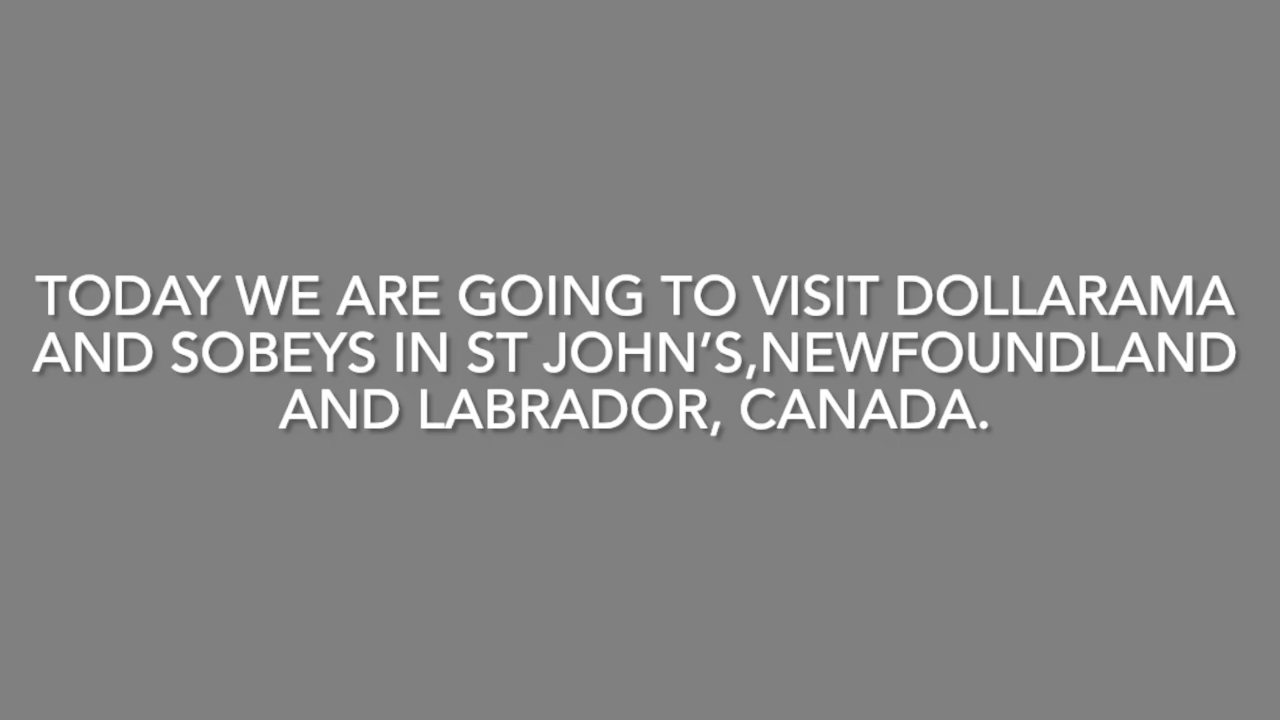 TODAY WE ARE GOING TO VISIT DOLLARAMA
AND SOBEYS IN ST JOHN’S,NEWFOUNDLAND
AND LABRADOR, CANADA.